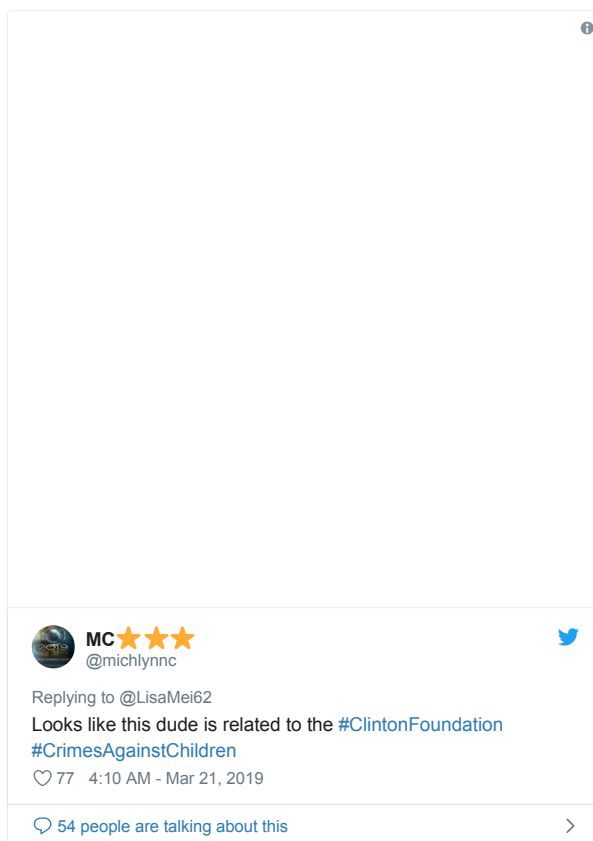 MC⭐⭐⭐
@michlynnc
Replying to @LisaMei62
Looks like this dude is related to the #ClintonFoundation
#CrimesAgainstChildren
77 4:10 AM - Mar 21, 2019
54 people are talking about this